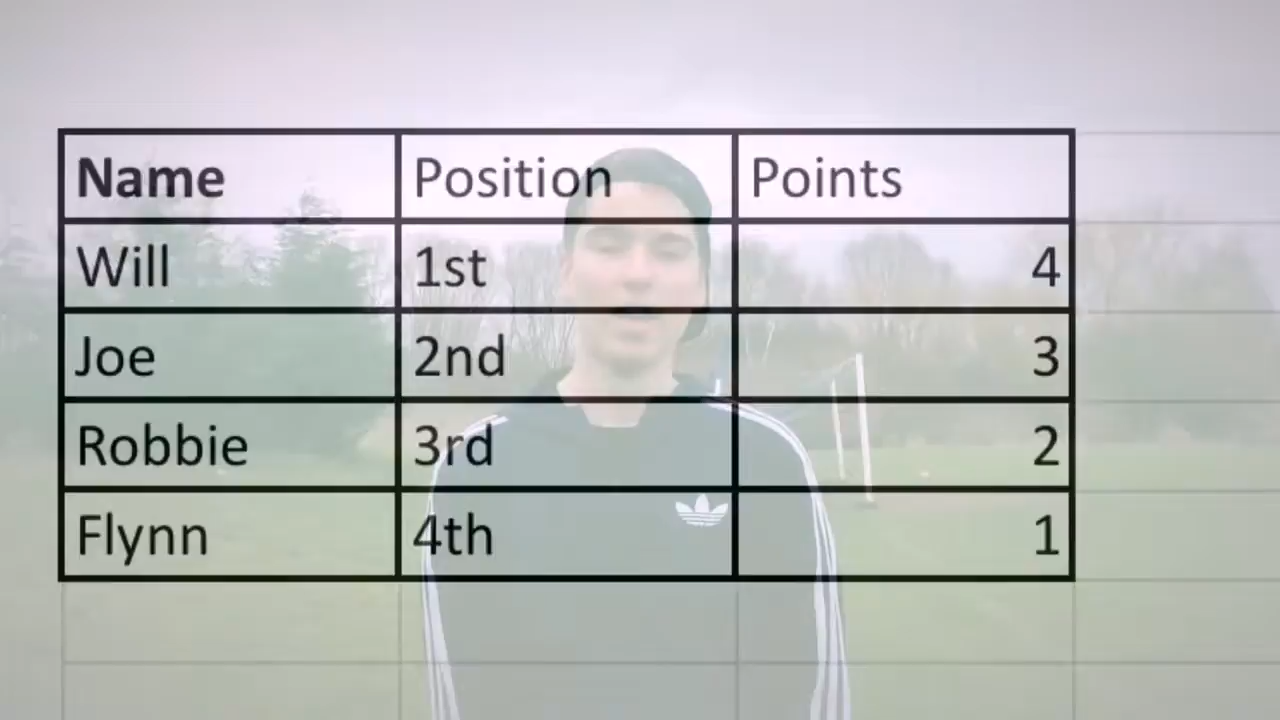 Name Position Points
Will 1st 4
Joe 2nd 3
Robbie 3rd 2
Flynn 4th 1